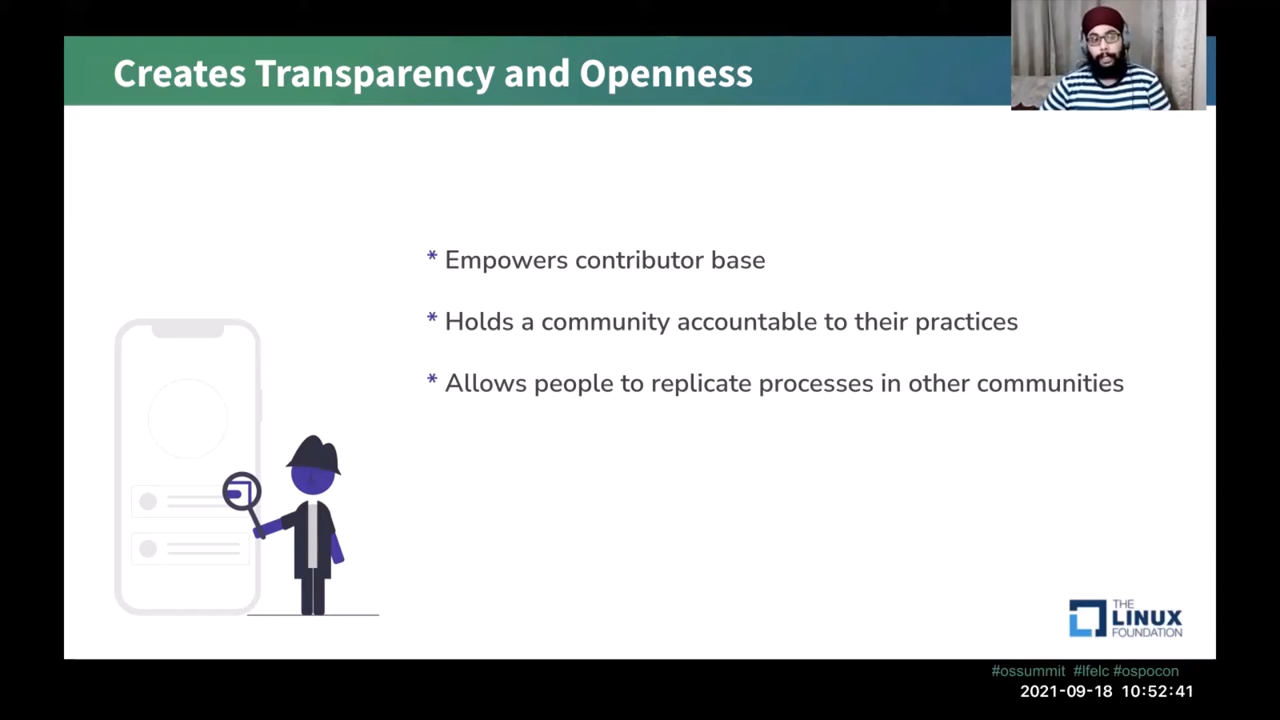 Creates Transparency and Openness
* Empowers contributor base
* Holds a community accountable to their practices
* Allows people to replicate processes in other communities
THE
LINUX
FOUNDATION
#ossummit #lfelc #ospocon
2021-09-18 10:52:41